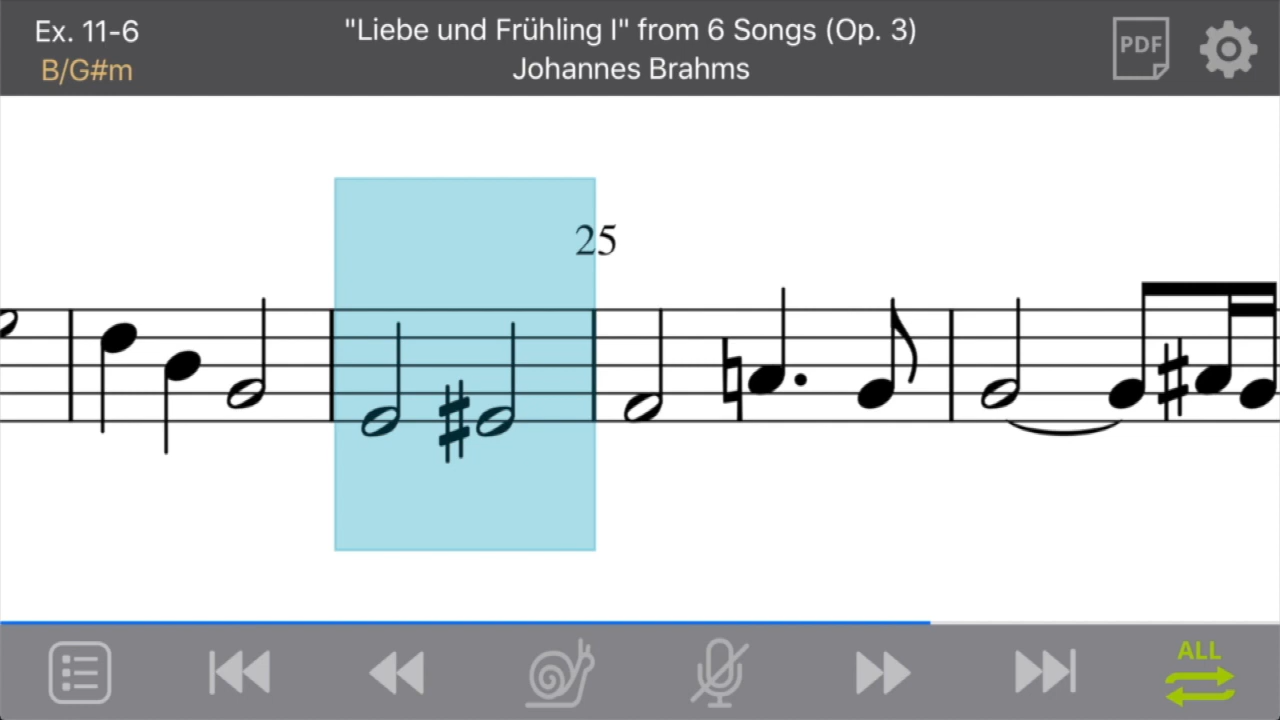 Ex. 11-6
B/G#m
"Liebe und Frühling I" from 6 Songs (Op. 3)
Johannes Brahms
PDF
25
ALL